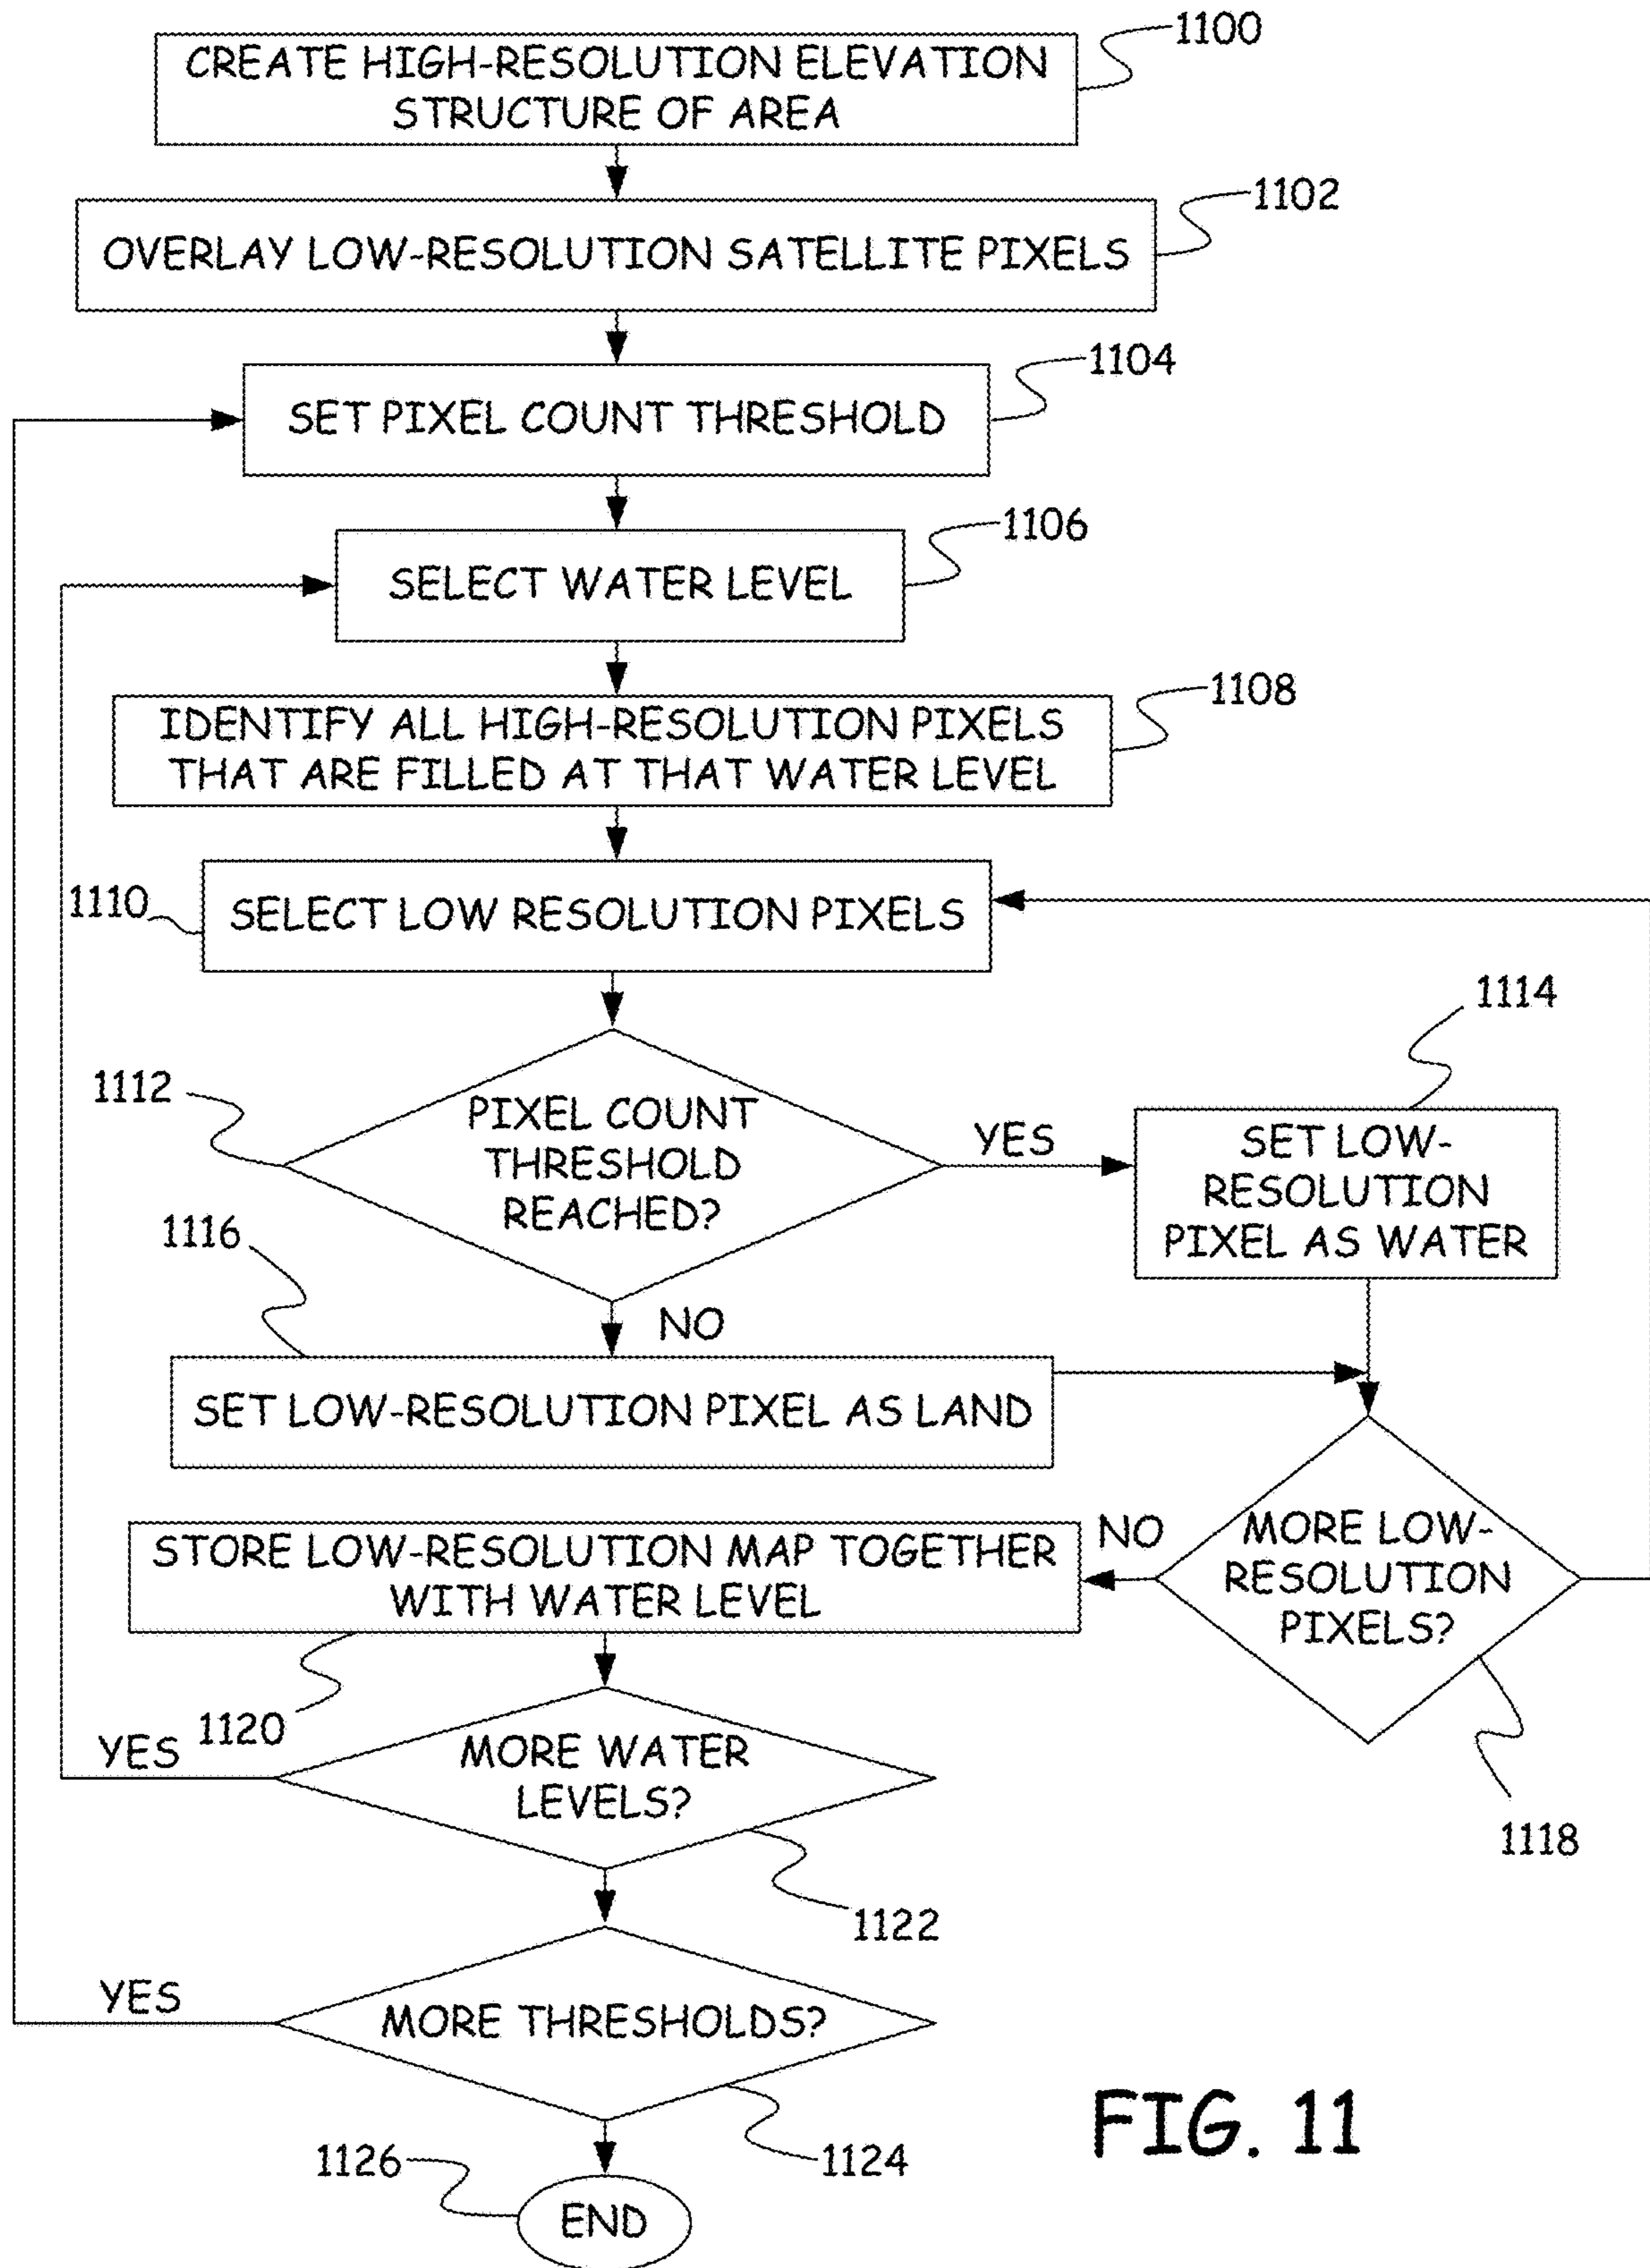 1100
CREATE HIGH-RESOLUTION ELEVATION
STRUCTURE OF AREA
1102
OVERLAY LOW-RESOLUTION SATELLITE PIXELS
1104
SET PIXEL COUNT THRESHOLD
1106
SELECT WATER LEVEL
1108
IDENTIFY ALL HIGH-RESOLUTION PIXELS
THAT ARE FILLED AT THAT WATER LEVEL
1110
SELECT LOW RESOLUTION PIXELS
1112
PIXEL COUNT
THRESHOLD
REACHED?
YES
1114
SET LOW-
RESOLUTION
PIXEL AS WATER
1116
NO
SET LOW-RESOLUTION PIXEL AS LAND
MORE LOW-
RESOLUTION
PIXELS?
1118
NO
STORE LOW-RESOLUTION MAP TOGETHER
WITH WATER LEVEL
1120
YES
MORE WATER
LEVELS?
1122
YES
MORE THRESHOLDS?
1124
1126
END
FIG. 11